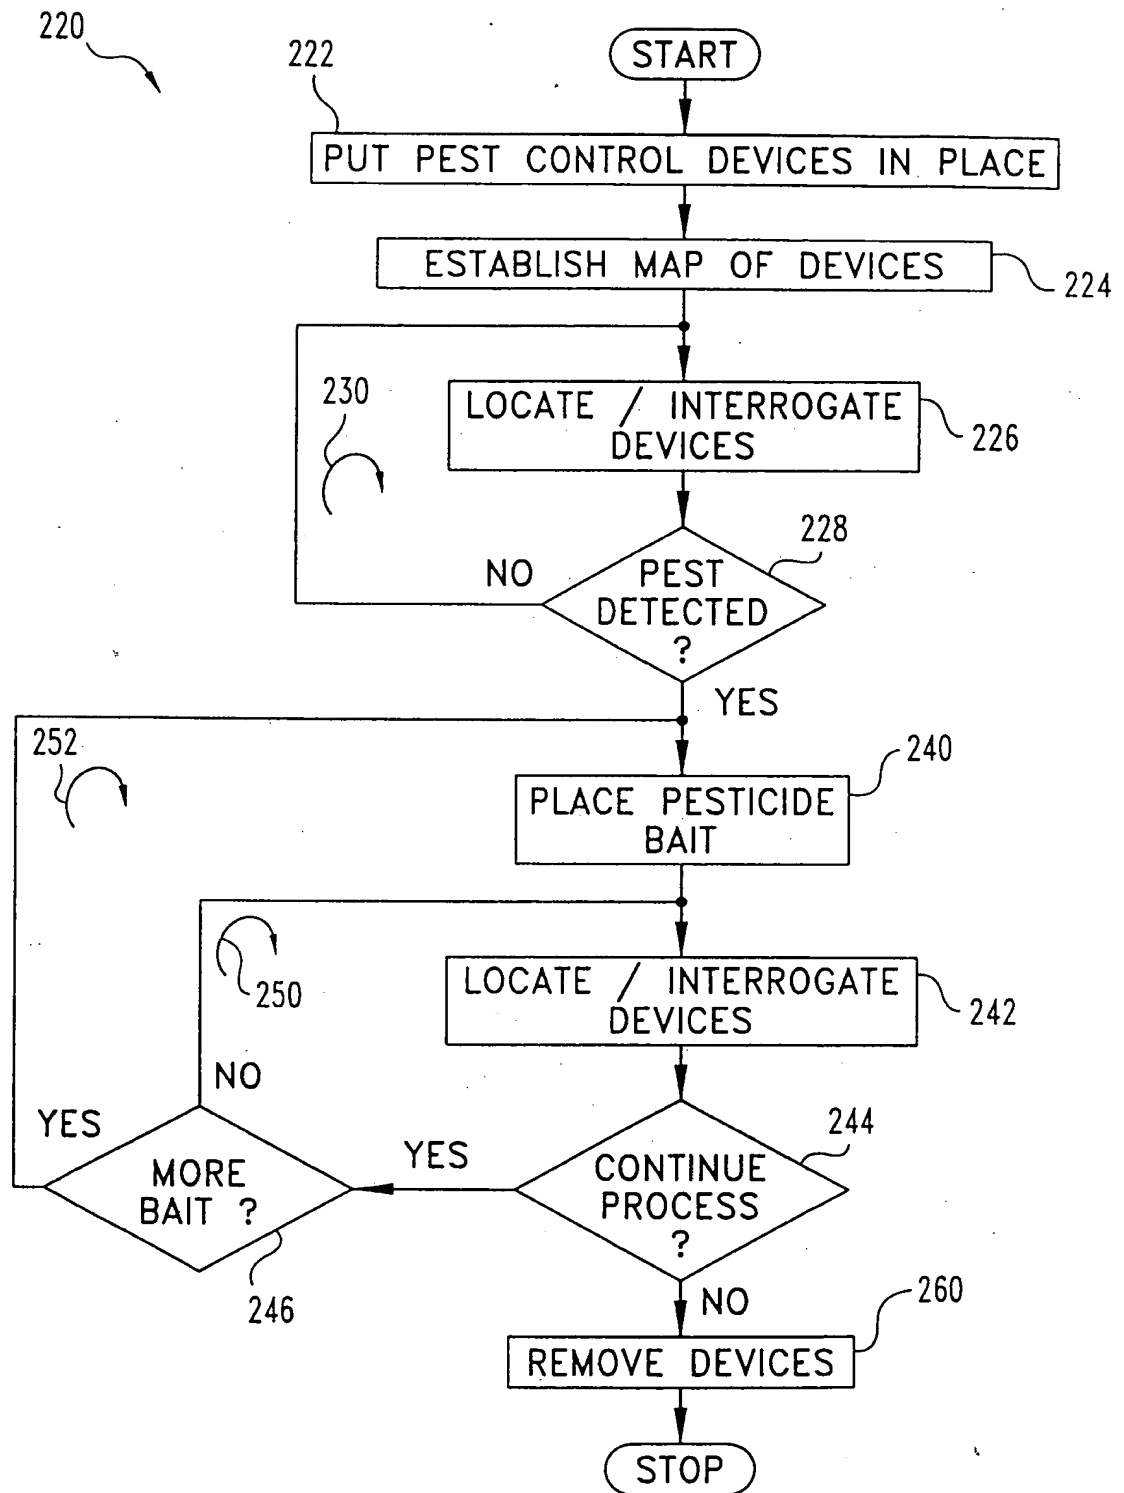 220
START
222
PUT PEST CONTROL DEVICES IN PLACE
ESTABLISH MAP OF DEVICES
224
230
LOCATE / INTERROGATE
DEVICES
226
228
NO
PEST
DETECTED
?
YES
252
240
PLACE PESTICIDE
BAIT
250
LOCATE / INTERROGATE
DEVICES
242
NO
YES
MORE
BAIT ?
246
YES
244
CONTINUE
PROCESS
?
NO
260
REMOVE DEVICES
STOP